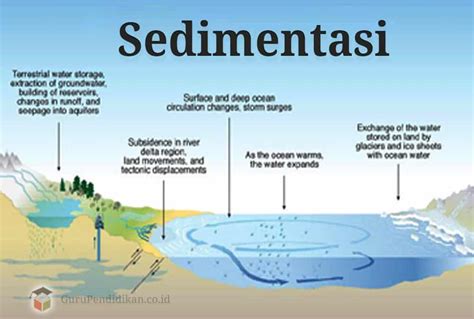 Sedimentasi
Terrestrial water storage,
extraction of groundwater,
building of reservoirs,
changes in runoff, and
seepage into aquifers
Surface and deep ocean
circulation changes, storm surges
Subsidence in river
delta region,
land movements, and
tectonic displacements
As the ocean warms,
the water expands
Exchange of the water
stored on land by
glaciers and ice sheets
with ocean water
GuruPendidikan.co.id